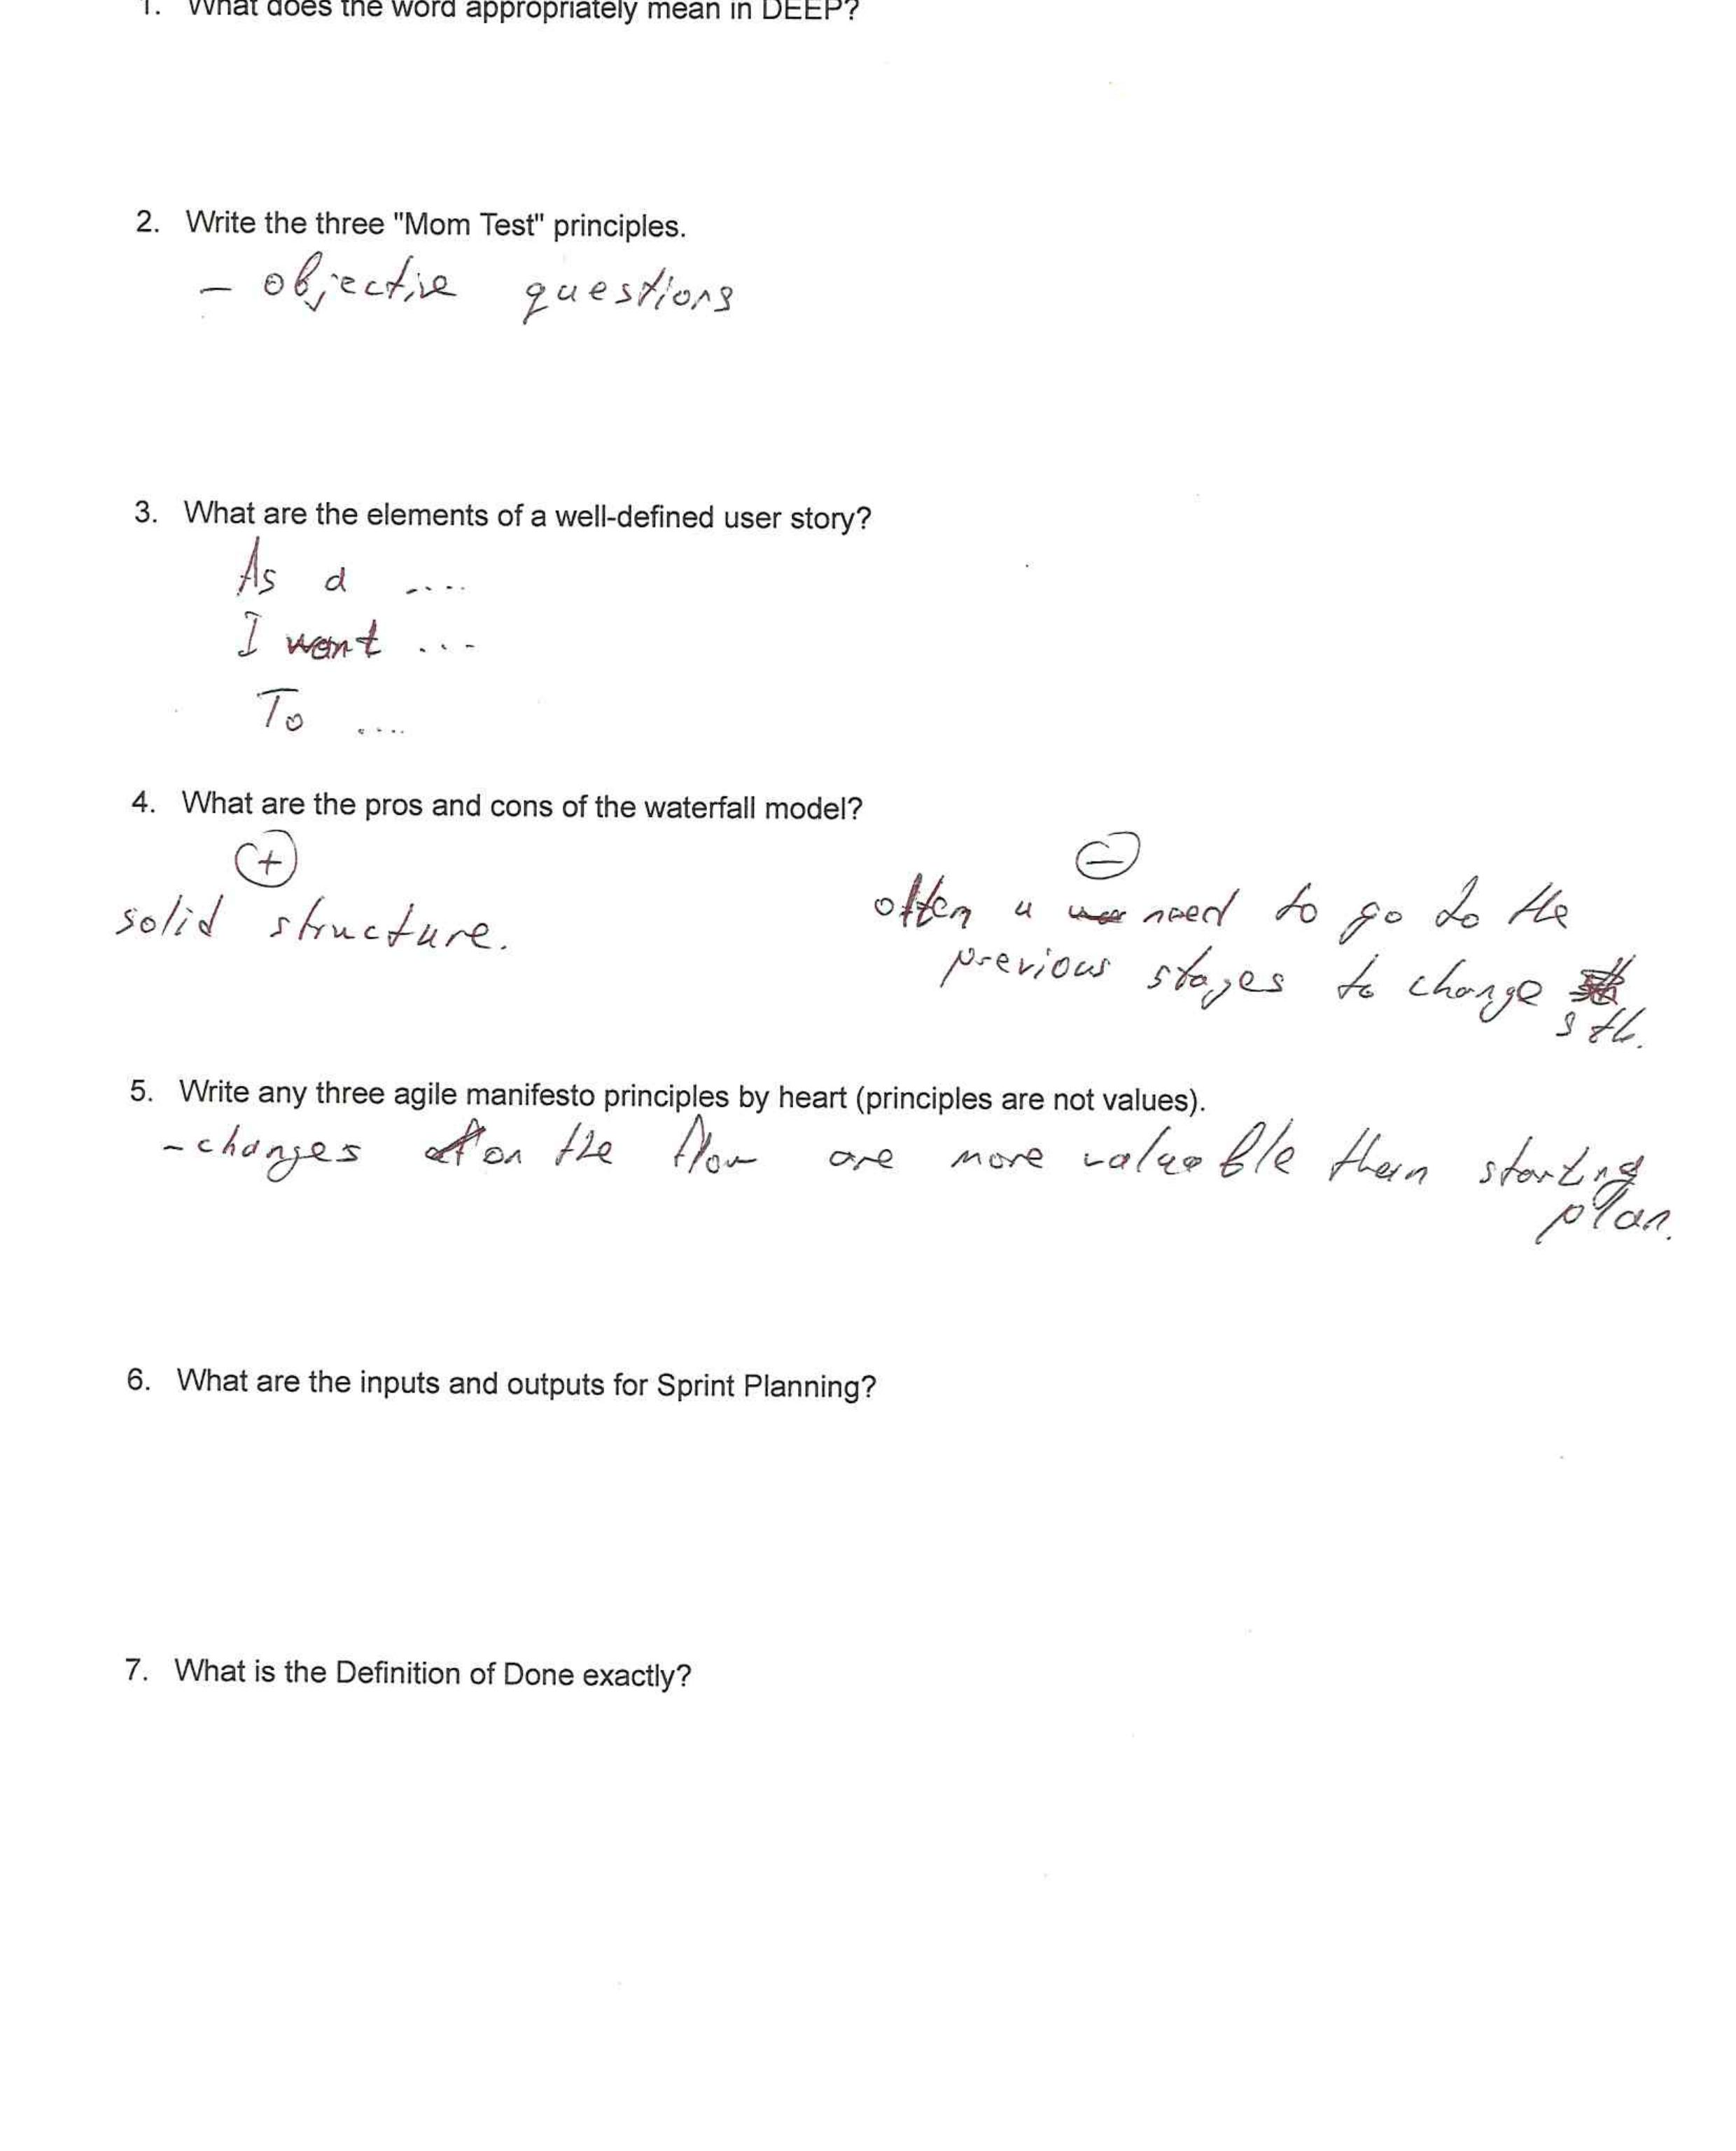 1. What does the word appropriately mean in DEEP?
2. Write the three "Mom Test" principles.
- objective questions
3. What are the elements of a well-defined user story?
As a ....
I want ...
To ....
4. What are the pros and cons of the waterfall model?
+ -
solid structure.
often u need to go to the
previous stages to change
sth.
5. Write any three agile manifesto principles by heart (principles are not values).
- changes on the flow are more valuable then starting
plan.
6. What are the inputs and outputs for Sprint Planning?
7. What is the Definition of Done exactly?